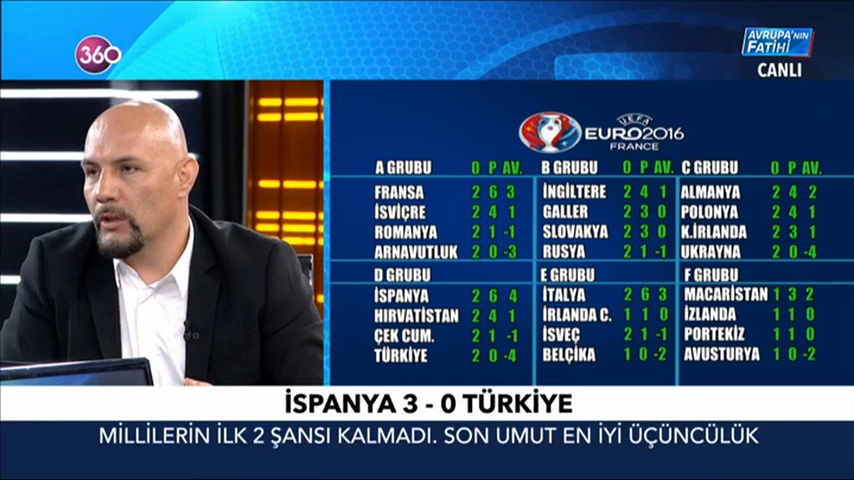 360
AVRUPA'NIN
FATİHİ
CANLI
UEFA
EURO2016
FRANCE
A GRUBU O P AV. B GRUBU O P AV. C GRUBU O P AV.
FRANSA 2 6 3 İNGİLTERE 2 4 1 ALMANYA 2 4 2
İSVİÇRE 2 4 1 GALLER 2 3 0 POLONYA 2 4 1
ROMANYA 2 1 -1 SLOVAKYA 2 3 0 K.İRLANDA 2 3 1
ARNAVUTLUK 2 0 -3 RUSYA 2 1 -1 UKRAYNA 2 0 -4
D GRUBU E GRUBU F GRUBU
İSPANYA 2 6 4 İTALYA 2 6 3 MACARİSTAN 1 3 2
HIRVATİSTAN 2 4 1 İRLANDA C. 1 1 0 İZLANDA 1 1 0
ÇEK CUM. 2 1 -1 İSVEÇ 2 1 -1 PORTEKİZ 1 1 0
TÜRKİYE 2 0 -4 BELÇİKA 1 0 -2 AVUSTURYA 1 0 -2
İSPANYA 3 - 0 TÜRKİYE
MİLLİLERİN İLK 2 ŞANSI KALMADI. SON UMUT EN İYİ ÜÇÜNCÜLÜK